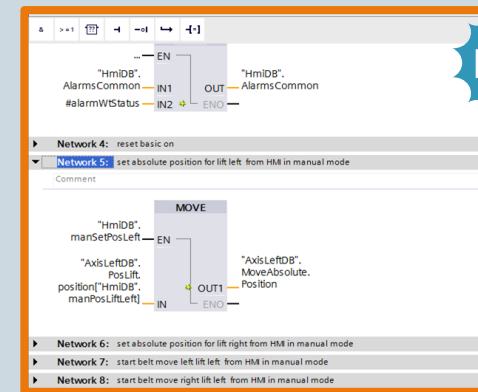 & >=1 ?? -o| -[=]
... EN
"HmiDB".
AlarmsCommon IN1 OUT
"HmiDB".
AlarmsCommon
#alarmWtStatus IN2 ENO
Network 4: reset basic on
Network 5: set absolute position for lift left from HMI in manual mode
Comment
MOVE
"HmiDB".
manSetPosLeft EN
"AxisLeftDB".
PosLift.
position["HmiDB".
manPosLiftLeft] IN
OUT1
ENO
"AxisLeftDB".
MoveAbsolute.
Position
Network 6: set absolute position for lift right from HMI in manual mode
Network 7: start belt move left lift left from HMI in manual mode
Network 8: start belt move right lift left from HMI in manual mode